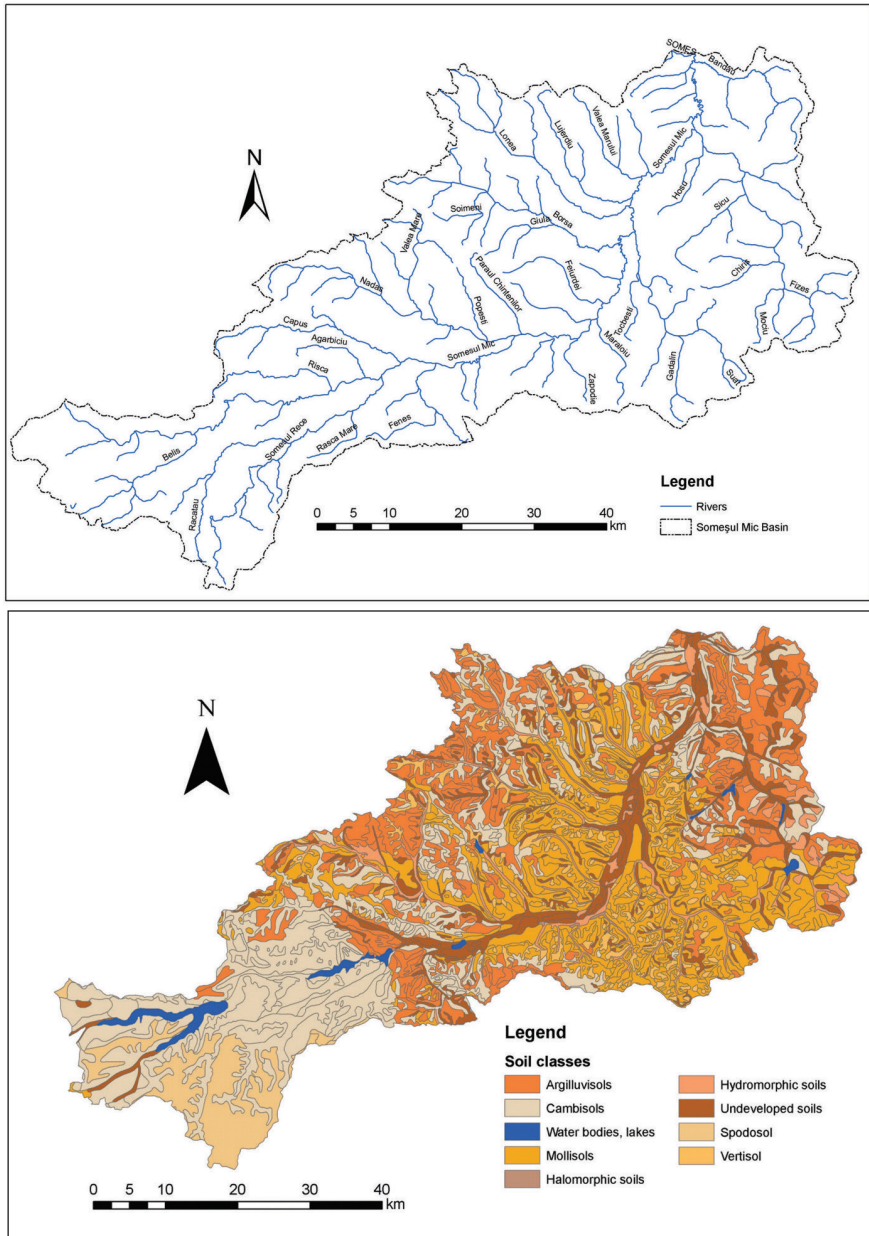 SOMES
Bandau
N
Lonea
Lujerdiu
Valea Marului
Somesul Mic
Hosu
Sicu
Soimeni
Valea Mare
Giula
Borsa
Paraul Chintenilor
Feiurdei
Chiris
Fizes
Nadas
Popesti
Tocbesti
Mociu
Capus
Maraloiu
Agarbiciu
Somesul Mic
Gadalin
Suat
Risca
Zapodie
Somesul Rece
Rasca Mare
Fenes
Belis
Racatau
Legend
Rivers
Someşul Mic Basin
0 5 10 20 30 40
km
N
Legend
Soil classes
Argilluvisols
Cambisols
Water bodies, lakes
Mollisols
Halomorphic soils
Hydromorphic soils
Undeveloped soils
Spodosol
Vertisol
0 5 10 20 30 40
km